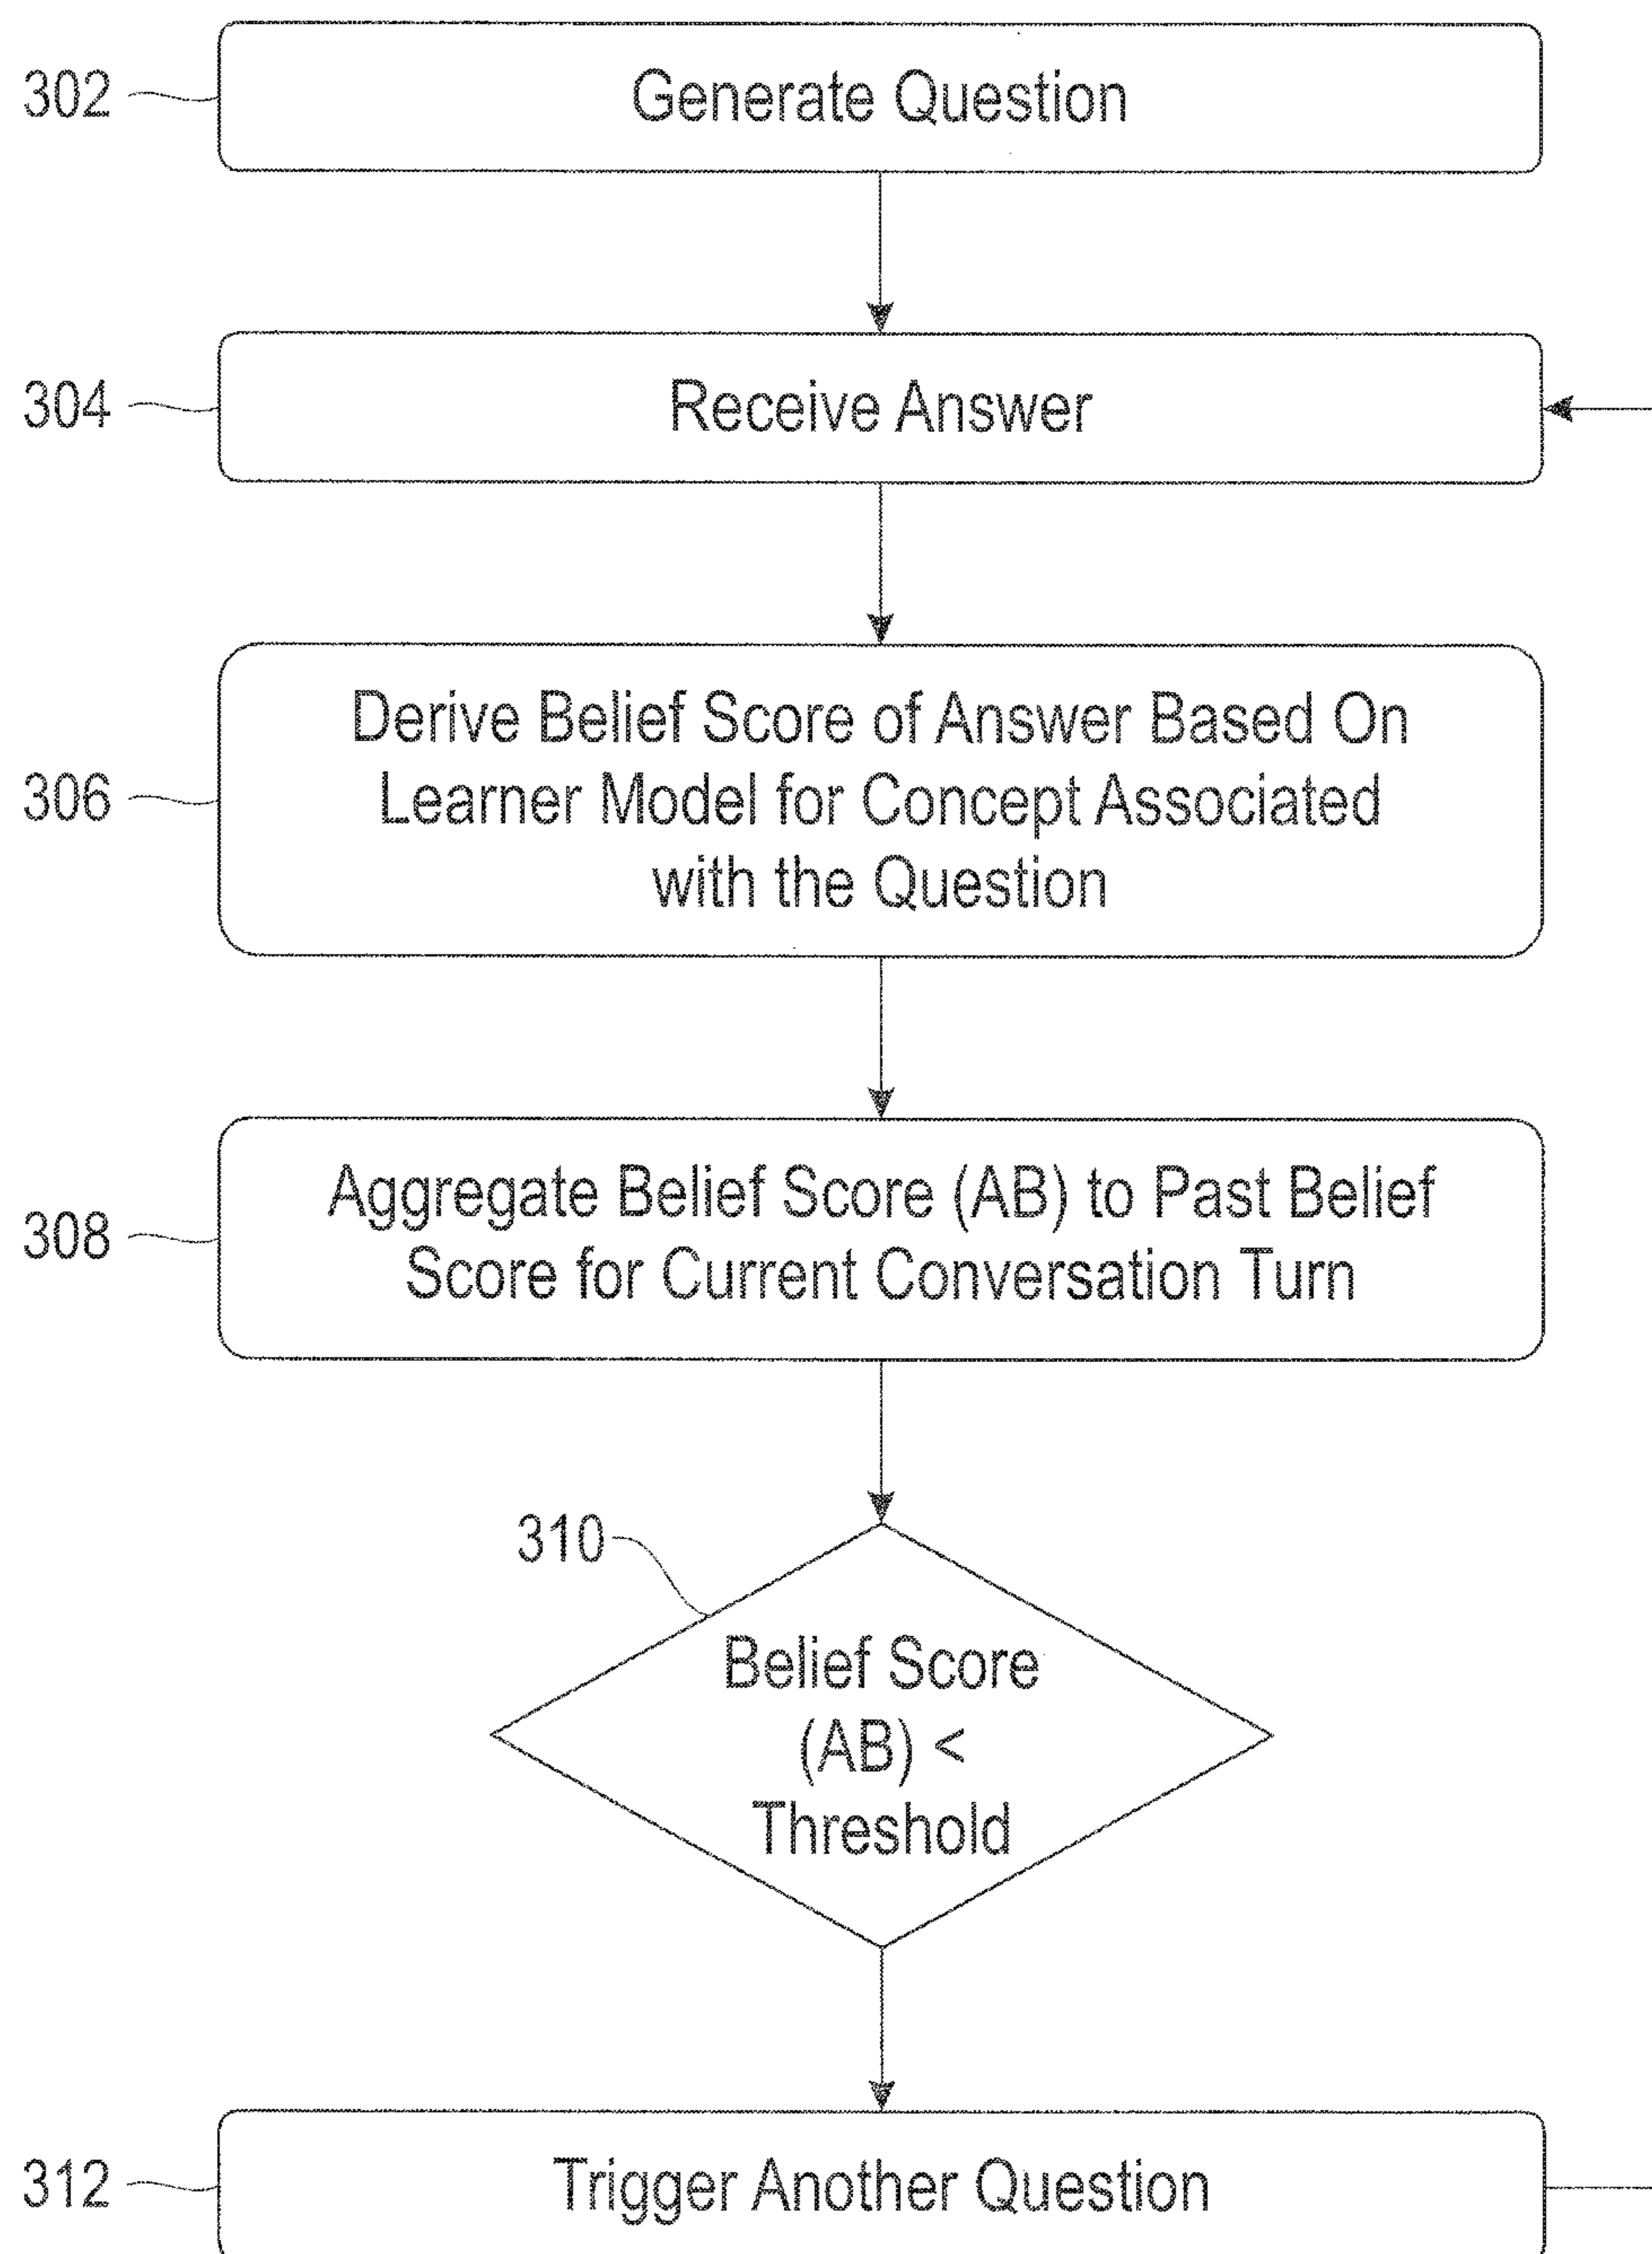 302
Generate Question
304
Receive Answer
306
Derive Belief Score of Answer Based On
Learner Model for Concept Associated
with the Question
308
Aggregate Belief Score (AB) to Past Belief
Score for Current Conversation Turn
310
Belief Score
(AB) <
Threshold
312
Trigger Another Question